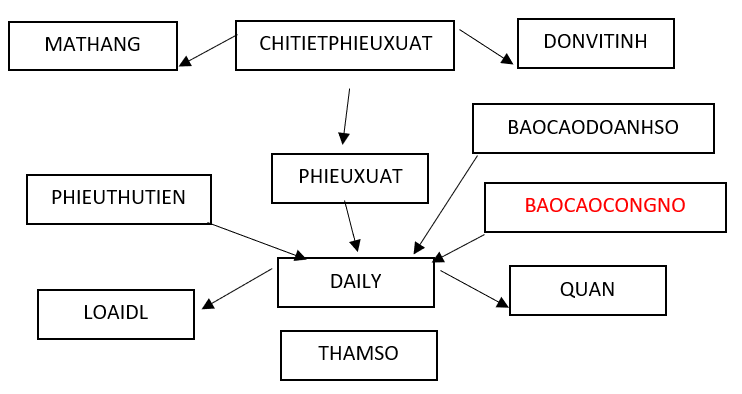 MATHANG
CHITIETPHIEUXUAT
DONVITINH
BAOCAODOANHSO
PHIEUXUAT
PHIEUTHUTIEN
BAOCAOCONGNO
DAILY
QUAN
LOAIDL
THAMSO